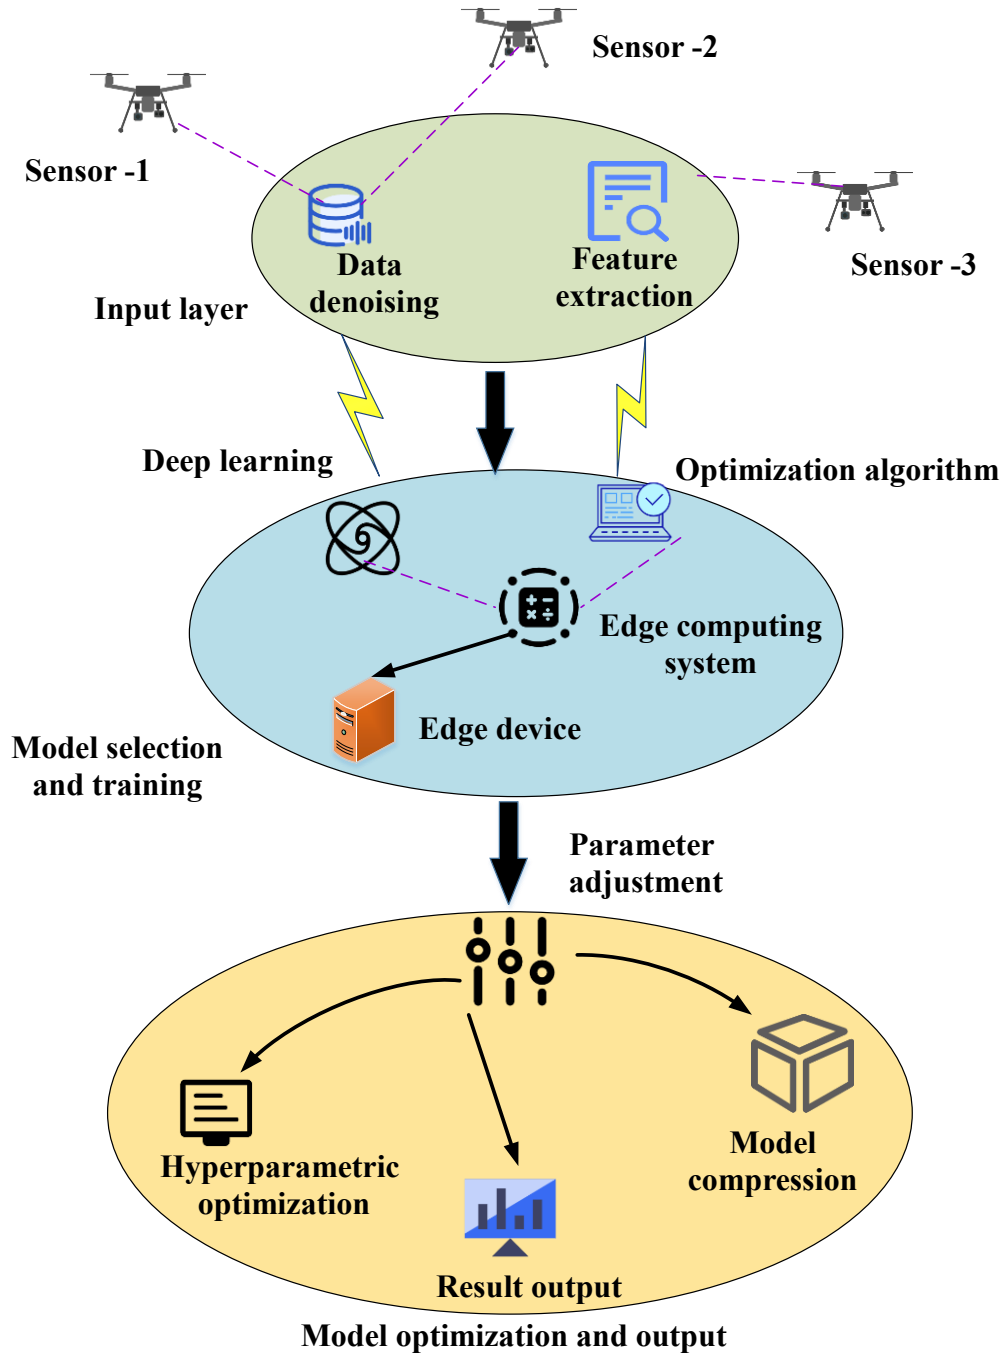 Sensor -2
Sensor -1
Sensor -3
Data
denoising
Feature
extraction
Input layer
Deep learning
Optimization algorithm
Edge computing
system
Edge device
Model selection
and training
Parameter
adjustment
Hyperparametric
optimization
Model
compression
Result output
Model optimization and output